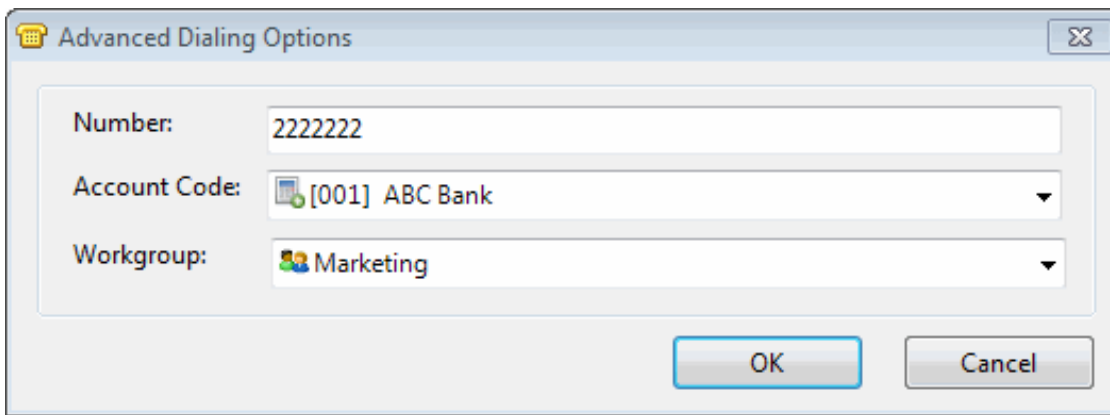 Advanced Dialing Options
Number: 2222222
Account Code: [001] ABC Bank
Workgroup: Marketing
OK Cancel